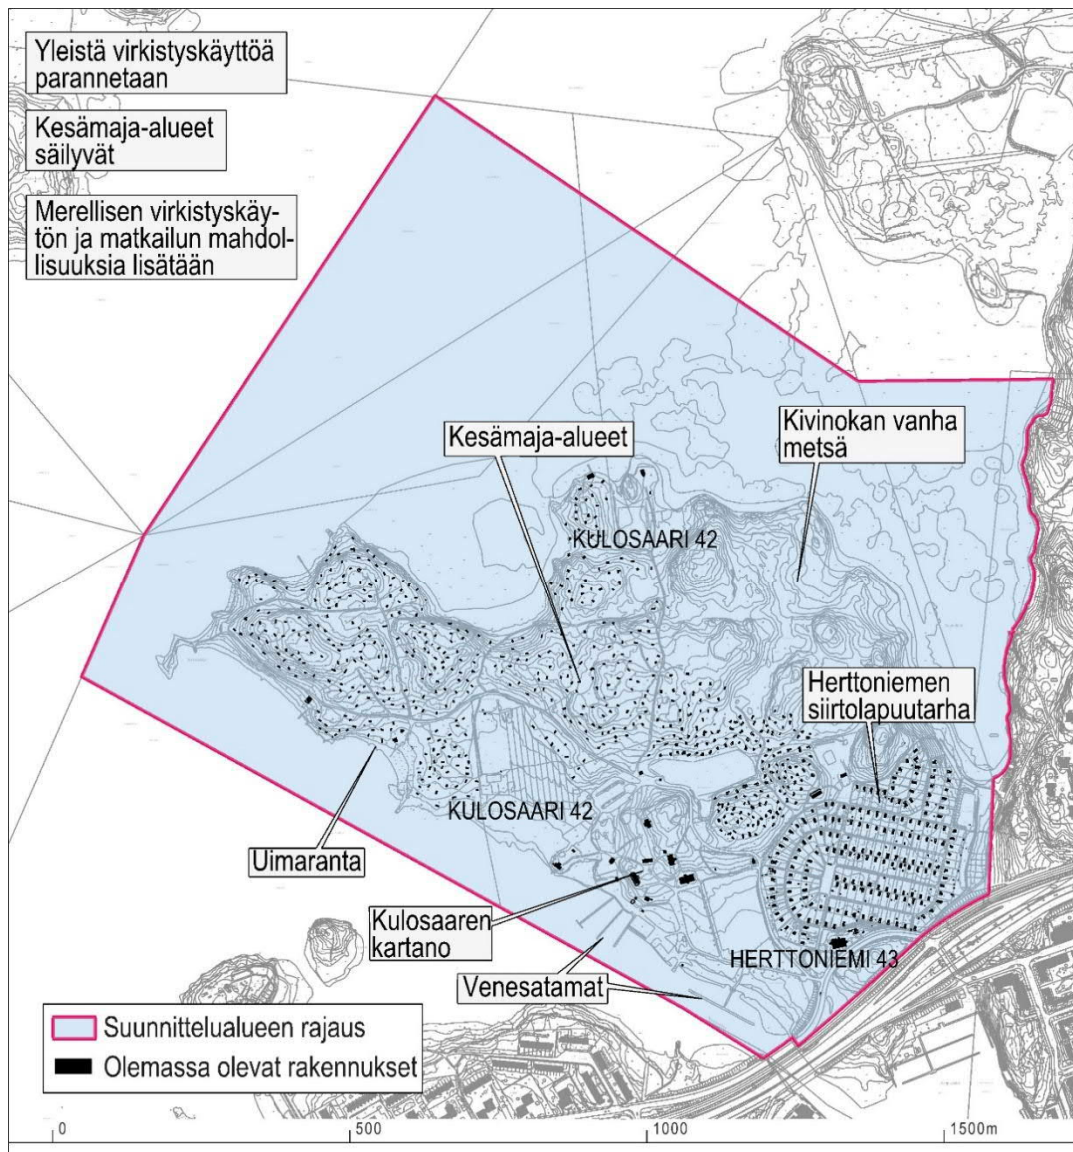 Yleistä virkistyskäyttöä
parannetaan
Kesämaja-alueet
säilyvät
Merellisen virkistyskäy-
tön ja matkailun mahdol-
lisuuksia lisätään
Kesämaja-alueet
Kivinokan vanha
metsä
KULOSAARI 42
Herttoniemen
siirtolapuutarha
KULOSAARI 42
Uimaranta
Kulosaaren
kartano
HERTTONIEMI 43
Venesatamat
Suunnittelualueen rajaus
Olemassa olevat rakennukset
0 500 1000 1500m